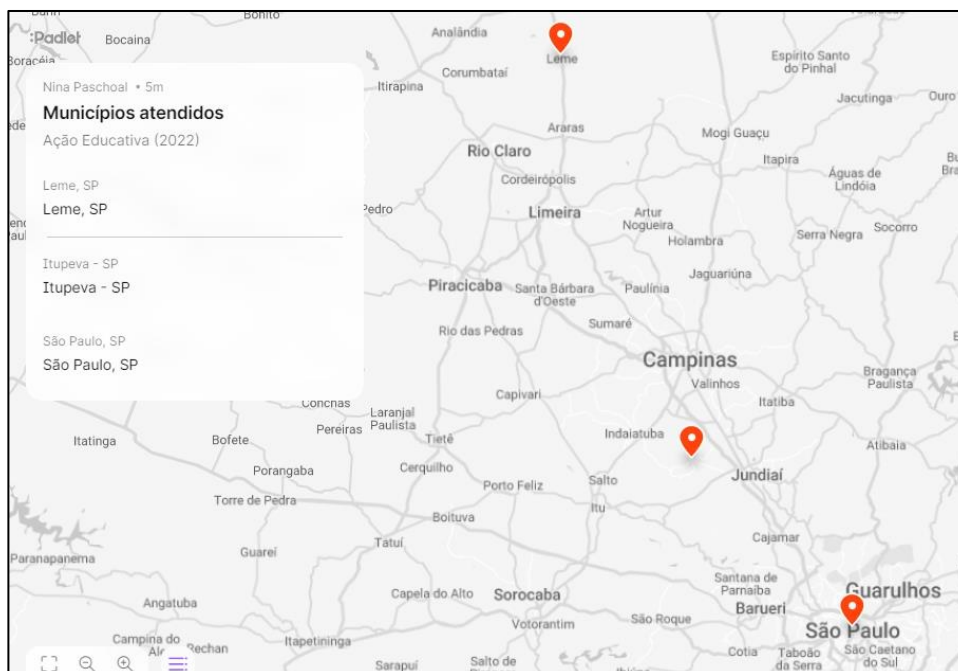 Bariri
Bocaina
Bonito
Analândia
:Padlet
Boracéia
Corumbataí
Itirapina
Leme
Espírito Santo
do Pinhal
Jacutinga
Ouro
Nina Paschoal • 5m
Municípios atendidos
Ação Educativa (2022)
Leme, SP
Leme, SP
Itupeva - SP
Itupeva - SP
São Paulo, SP
São Paulo, SP
Araras
Mogi Guaçu
Rio Claro
Itapira
Cordeirópolis
Águas de
Lindóia
Pedro
Limeira
Artur
Nogueira
Holambra
Serra Negra
Socorro
Jaguariúna
Piracicaba
Santa Bárbara
d'Oeste
Paulínia
Rio das Pedras
Sumaré
Campinas
Valinhos
Bragança
Paulista
Capivari
Itatiba
Conchas
Laranjal
Paulista
Pereiras
Itatinga
Bofete
Tietê
Indaiatuba
Atibaia
Porangaba
Cerquilho
Salto
Jundiaí
Torre de Pedra
Porto Feliz
Itu
Boituva
Tatuí
Cajamar
Paranapanema
Guareí
Santana de
Parnaíba
Guarulhos
Angatuba
Capela do Alto
Sorocaba
Barueri
Votorantim
São Roque
São Paulo
Campina do
Rechan
Itapetininga
Cotia
Taboão
da Serra
São Caetano
do Sul
Sarapuí
Salto de